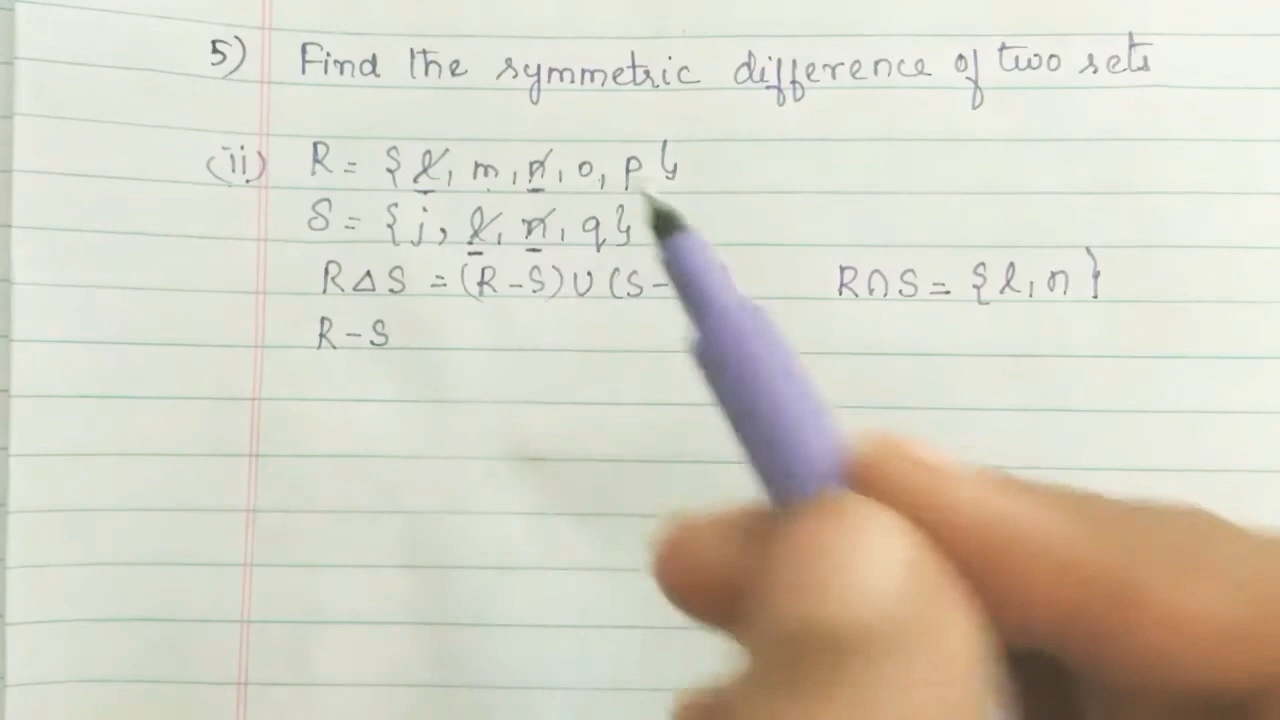 5) Find the symmetric difference of two sets
(ii) R = {l, m, n, o, p}
S = {j, l, n, q}
R Δ S = (R - S) ∪ (S -
R ∩ S = {l, n}
R - S